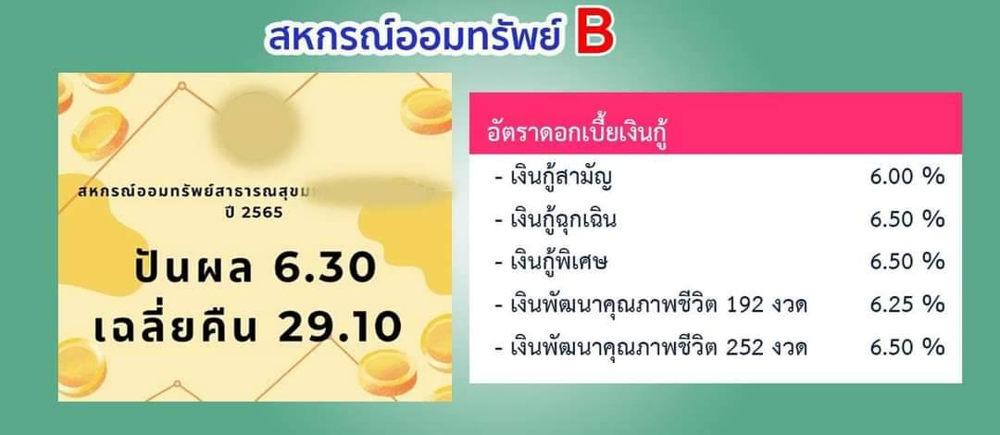 สหกรณ์ออมทรัพย์ B
สหกรณ์ออมทรัพย์สาธารณสุข
ปี 2565
ปันผล 6.30
เฉลี่ยคืน 29.10
อัตราดอกเบี้ยเงินกู้
- เงินกู้สามัญ 6.00 %
- เงินกู้ฉุกเฉิน 6.50 %
- เงินกู้พิเศษ 6.50 %
- เงินพัฒนาคุณภาพชีวิต 192 งวด 6.25 %
- เงินพัฒนาคุณภาพชีวิต 252 งวด 6.50 %